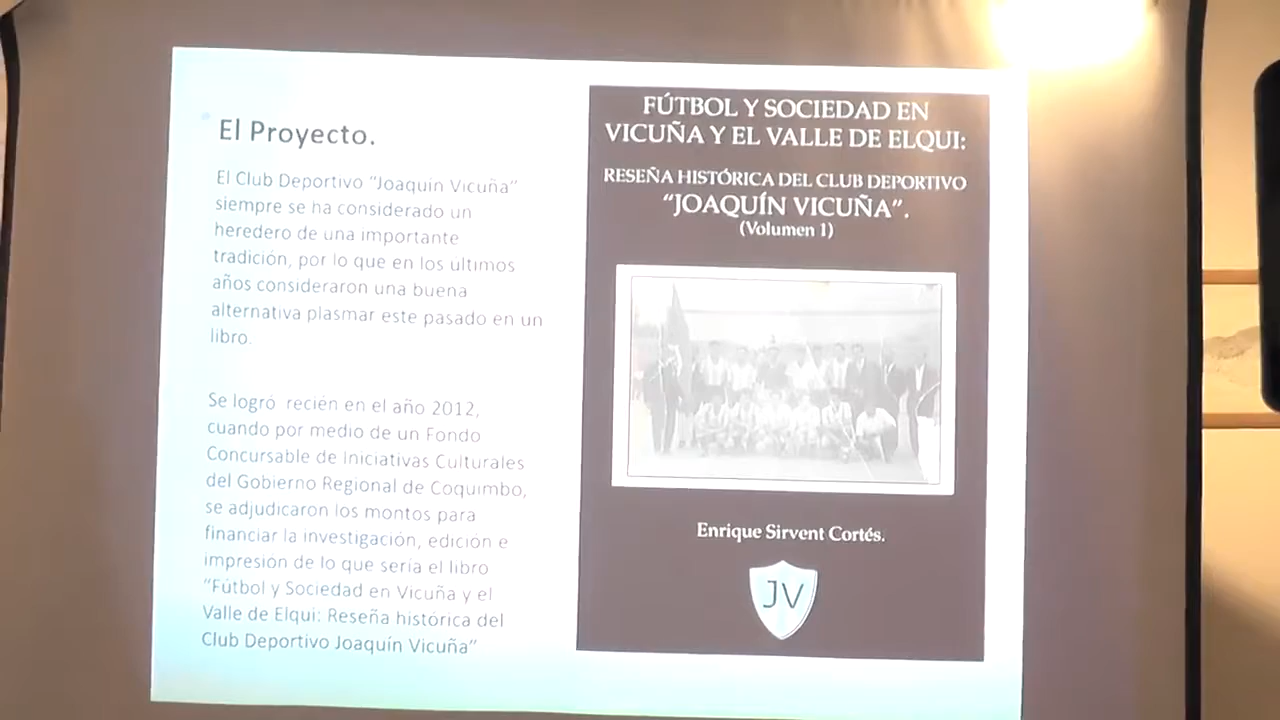 El Proyecto.
El Club Deportivo "Joaquín Vicuña"
siempre se ha considerado un
heredero de una importante
tradición, por lo que en los ultimos
años consideraron una buena
alternativa plasmar este pasado en un
libro.
Se logró recién en el año 2012,
cuando por medio de un Fondo
Concursable de Iniciativas Culturales
del Gobierno Regional de Coquimbo,
se adjudicaron los montos para
financiar la investigación, edición e
impresión de lo que sería el libro
"Fútbol y Sociedad en Vicuña y el
Valle de Elqui: Reseña histórica del
Club Deportivo Joaquín Vicuña"
FÚTBOL Y SOCIEDAD EN
VICUÑA Y EL VALLE DE ELQUI:
RESEÑA HISTÓRICA DEL CLUB DEPORTIVO
"JOAQUÍN VICUÑA".
(Volumen 1)
Enrique Sirvent Cortés.
JV